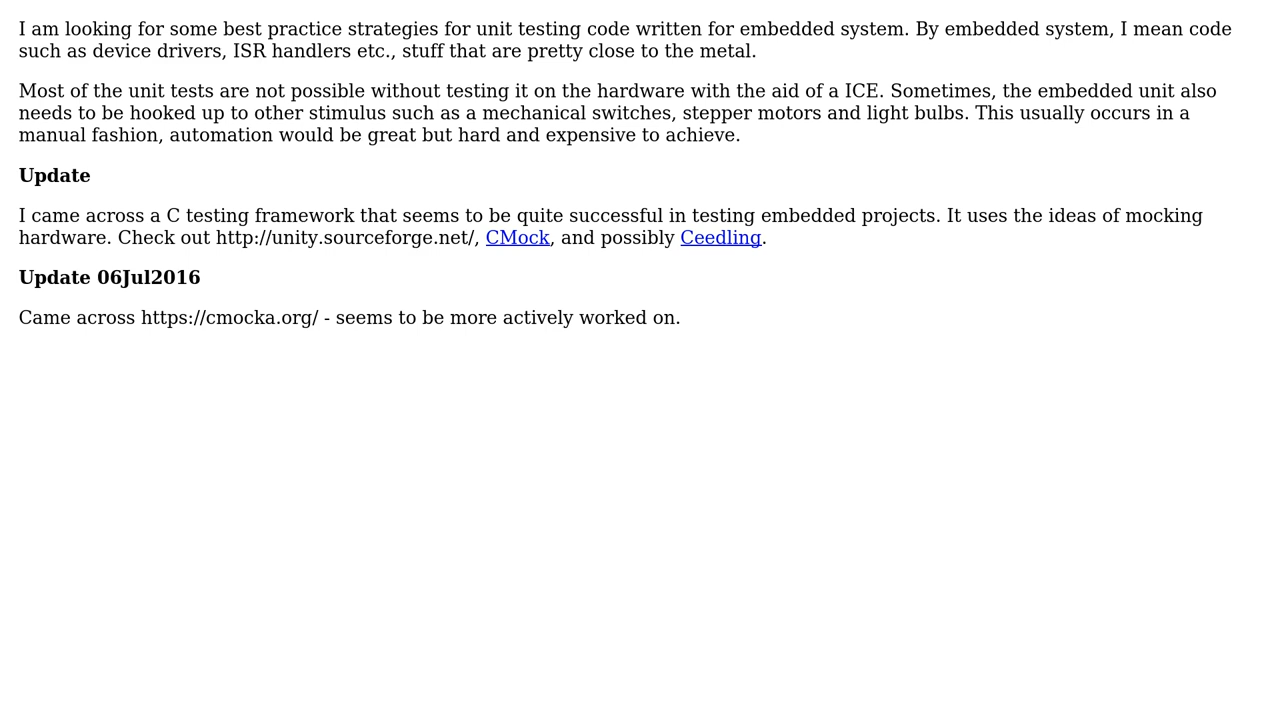 I am looking for some best practice strategies for unit testing code written for embedded system. By embedded system, I mean code
such as device drivers, ISR handlers etc., stuff that are pretty close to the metal.
Most of the unit tests are not possible without testing it on the hardware with the aid of a ICE. Sometimes, the embedded unit also
needs to be hooked up to other stimulus such as a mechanical switches, stepper motors and light bulbs. This usually occurs in a
manual fashion, automation would be great but hard and expensive to achieve.
Update
I came across a C testing framework that seems to be quite successful in testing embedded projects. It uses the ideas of mocking
hardware. Check out http://unity.sourceforge.net/, CMock, and possibly Ceedling.
Update 06Jul2016
Came across https://cmocka.org/ - seems to be more actively worked on.